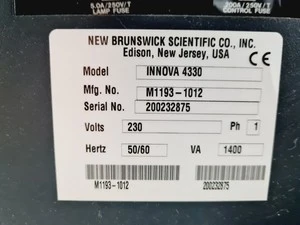 5.0A/250V/T
LAMP FUSE
200A/250V/T
CONTROL FUSE
NEW BRUNSWICK SCIENTIFIC CO., INC.
Edison, New Jersey, USA
CE
Model INNOVA 4330
Mfg. No. M1193-1012
Serial No. 200232875
Volts 230 Ph 1
Hertz 50/60 VA 1400
M1193-1012 200232875